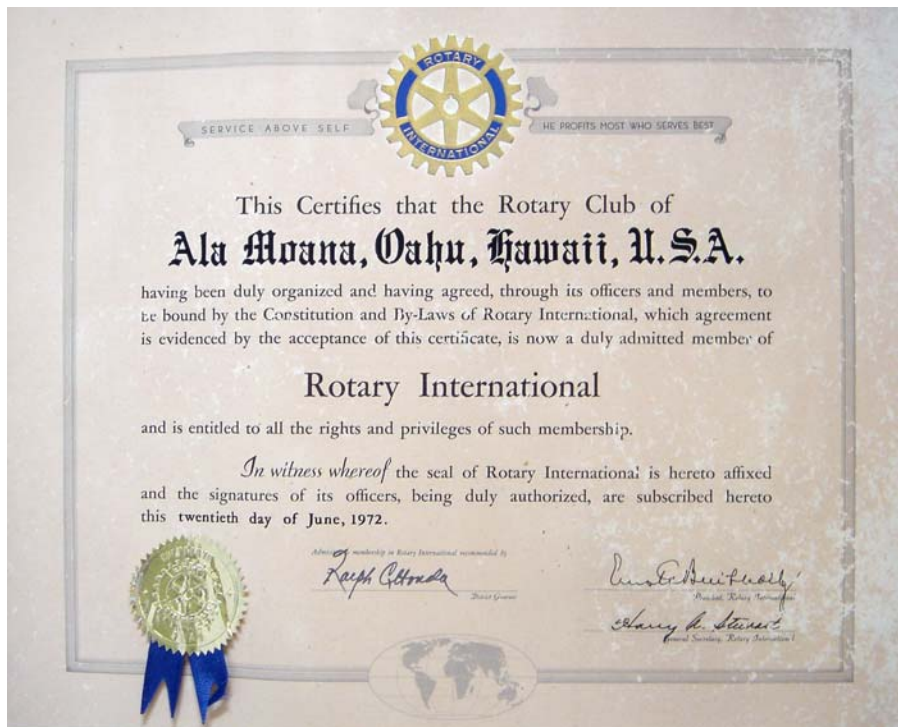 ROTARY
INTERNATIONAL
SERVICE ABOVE SELF
HE PROFITS MOST WHO SERVES BEST
This Certifies that the Rotary Club of
Ala Moana, Oahu, Hawaii, U.S.A.
having been duly organized and having agreed, through its officers and members, to
be bound by the Constitution and By-Laws of Rotary International, which agreement
is evidenced by the acceptance of this certificate, is now a duly admitted member of
Rotary International
and is entitled to all the rights and privileges of such membership.
In witness whereof the seal of Rotary International is hereto affixed
and the signatures of its officers, being duly authorized, are subscribed hereto
this twentieth day of June, 1972.
membership in Rotary International recommended by
Ralph C. Honda
District Governor
President, Rotary International
Harry A. Stewart
General Secretary, Rotary International